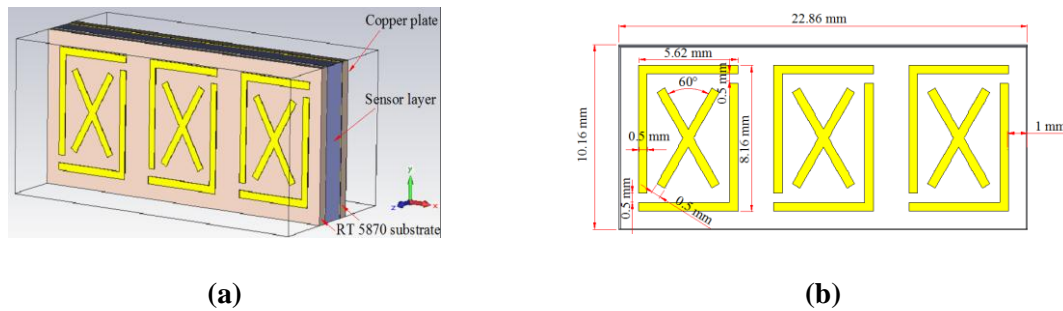 Copper plate
Sensor layer
y
z
x
RT 5870 substrate
(a)
22.86 mm
5.62 mm
60°
0.5 mm
10.16 mm
0.5 mm
8.16 mm
1 mm
0.5 mm
0.5 mm
(b)